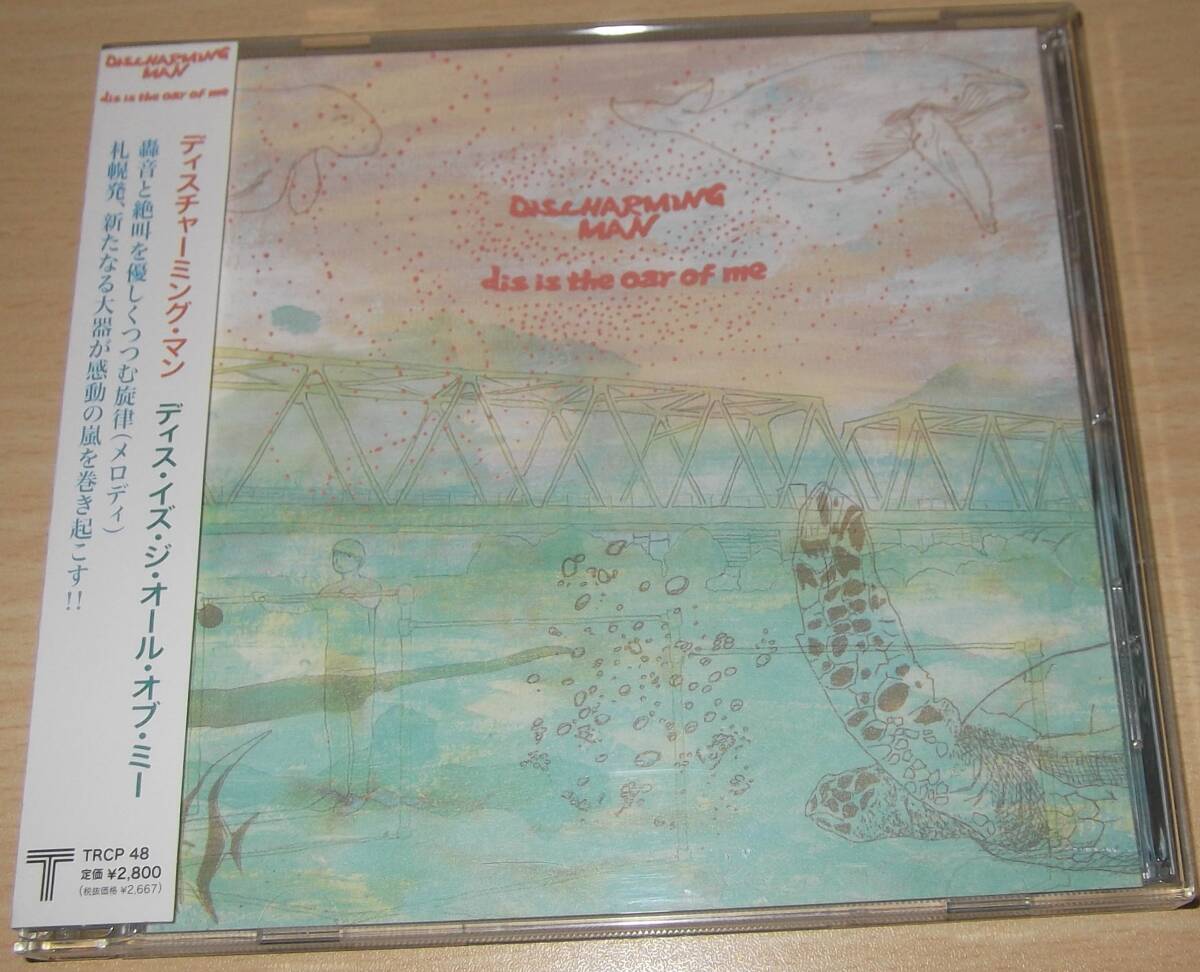 DISCHARMING
MAN
dis is the oar of me
ディスチャーミング・マン ディス・イズ・ジ・オール・オブ・ミー
轟音と絶叫を優しくつつむ旋律(メロディ)
札幌発、新たなる大器が感動の嵐を巻き起こす!!
TRCP 48
定価 ¥2,800
(税抜価格 ¥2,667)
DISCHARMING
MAN
dis is the oar of me